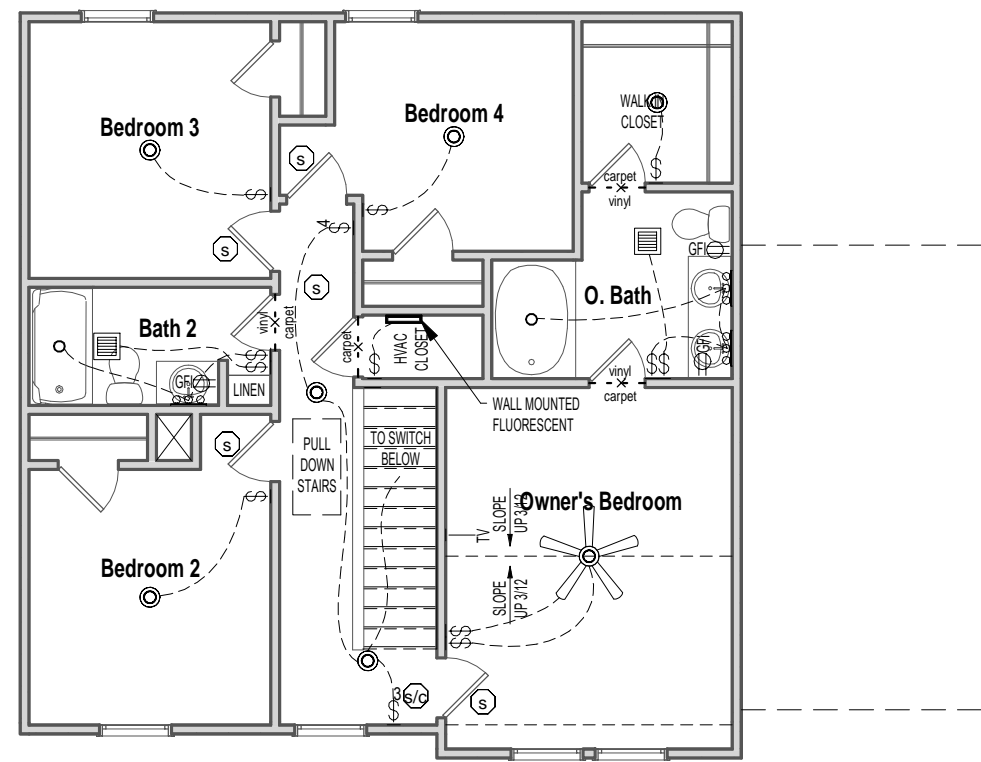 Bedroom 3
Bedroom 4
WALK-IN
CLOSET
$
carpet
vinyl
S
$
$
4
$
S
S
GFI
O. Bath
Bath 2
vinyl
carpet
carpet
$
HVAC
CLOSET
GFI
$$
$$
GFI
LINEN
vinyl
carpet
WALL MOUNTED
FLUORESCENT
PULL
DOWN
STAIRS
TO SWITCH
BELOW
S
$
Owner's Bedroom
SLOPE
UP 3/12
TV
SLOPE
UP 3/12
Bedroom 2
$$
3
$
s/c
S